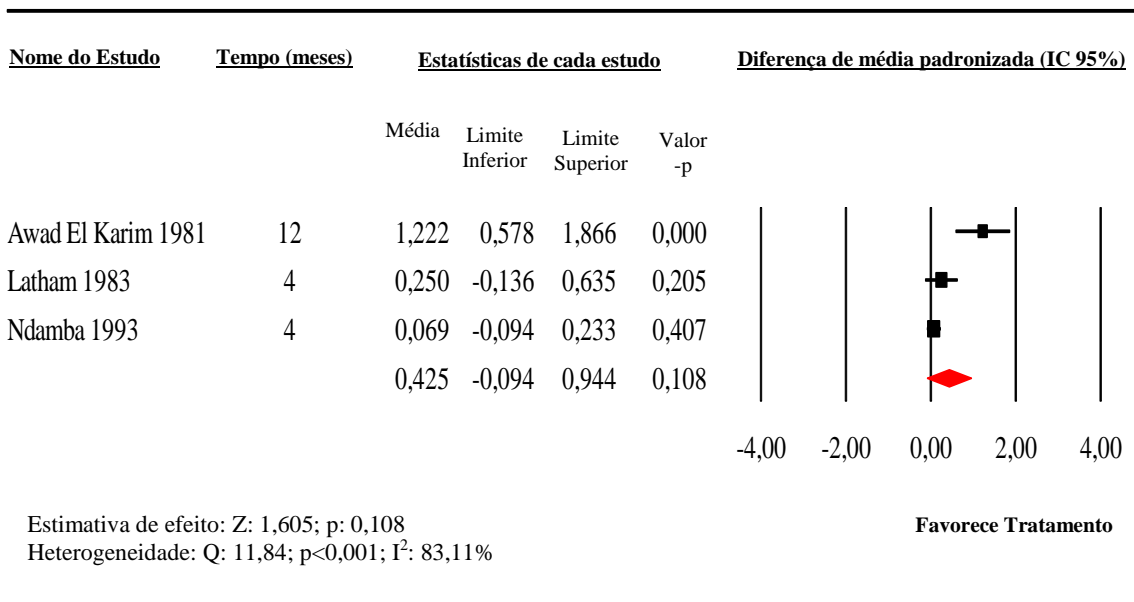 Nome do Estudo Tempo (meses) Estatísticas de cada estudo Diferença de média padronizada (IC 95%)
Média Limite Inferior Limite Superior Valor -p
Awad El Karim 1981 12 1,222 0,578 1,866 0,000
Latham 1983 4 0,250 -0,136 0,635 0,205
Ndamba 1993 4 0,069 -0,094 0,233 0,407
0,425 -0,094 0,944 0,108
-4,00 -2,00 0,00 2,00 4,00
Estimativa de efeito: Z: 1,605; p: 0,108
Favorece Tratamento
Heterogeneidade: Q: 11,84; p<0,001; I²: 83,11%